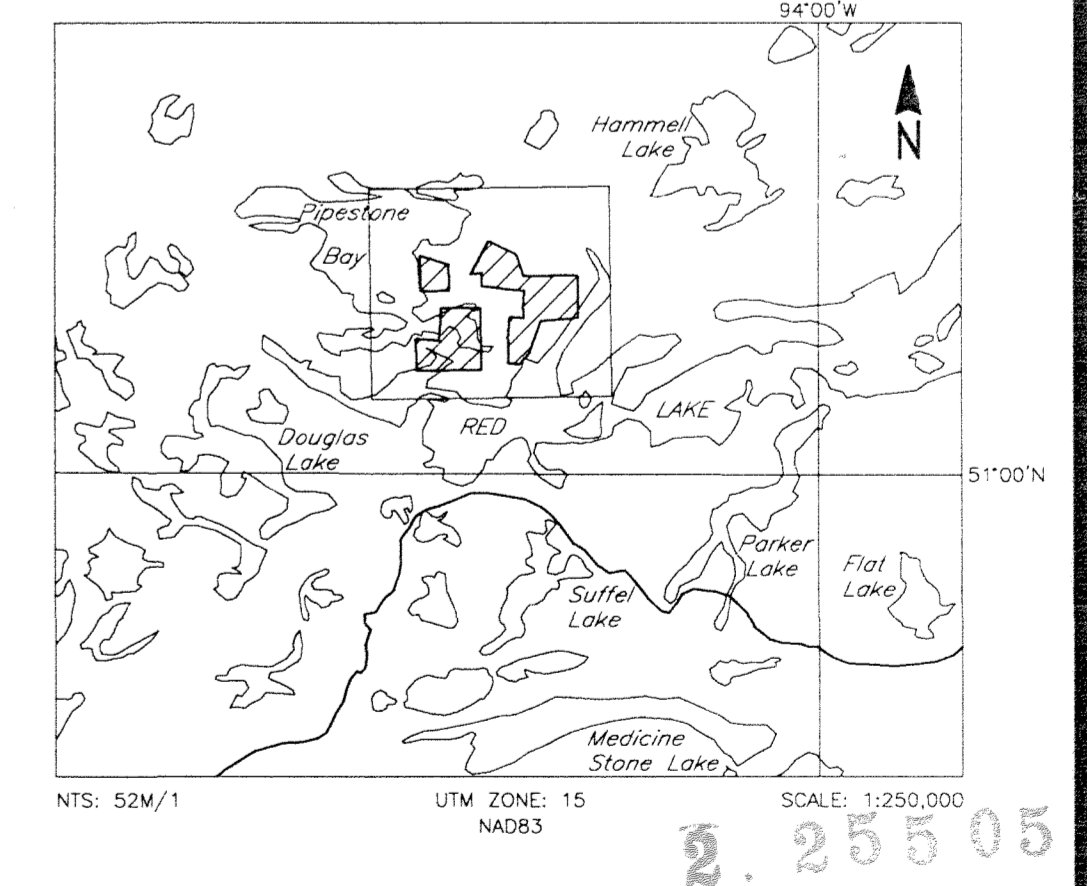 94°00'W
N
Hammell
Lake
Pipestone
Bay
RED
LAKE
Douglas
Lake
51°00'N
Parker
Lake
Flat
Lake
Suffel
Lake
Medicine
Stone Lake
NTS: 52M/1
UTM ZONE: 15
SCALE: 1:250,000
NAD83
2.25505